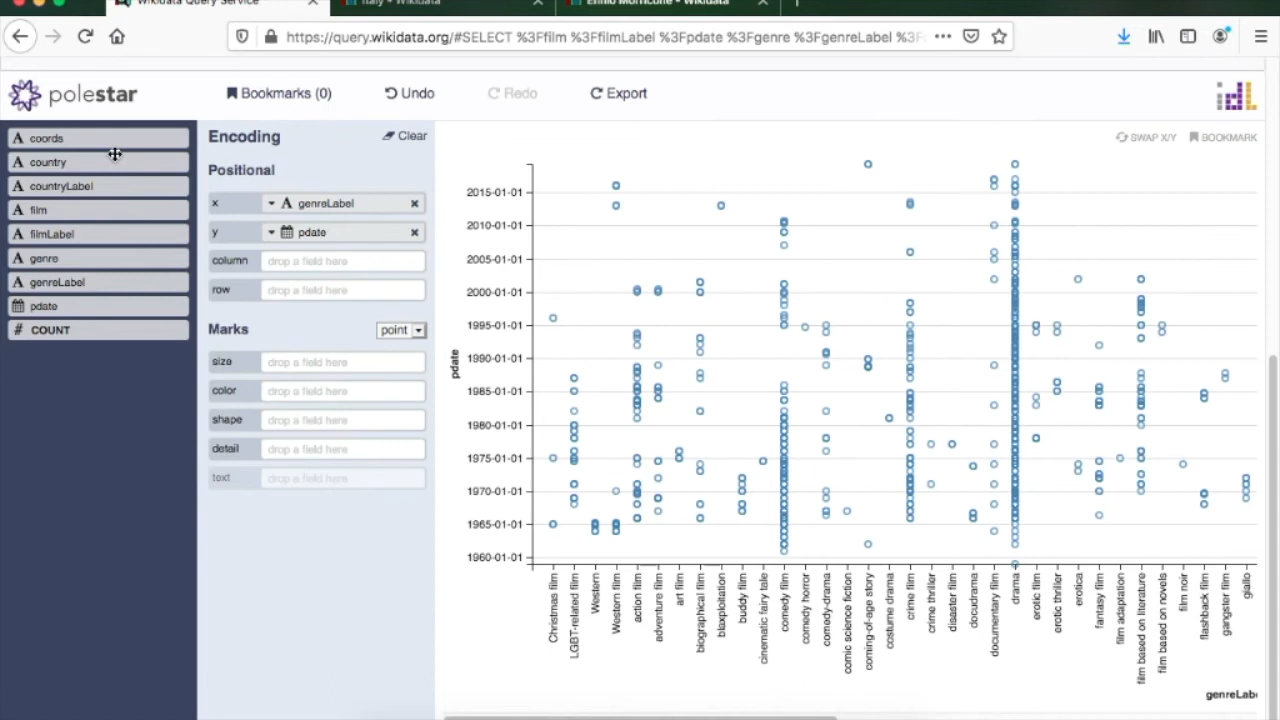 Wikidata Query Service
Italy - Wikidata
Ennio Morricone - Wikidata
https://query.wikidata.org/#SELECT %3Ffilm %3FfilmLabel %3Fpdate %3Fgenre %3FgenreLabel %3F
polestar
Bookmarks (0)
Undo
Redo
Export
idl
A coords
A country
A countryLabel
A film
A filmLabel
A genre
A genreLabel
pdate
# COUNT
Encoding
Clear
Positional
x A genreLabel
y pdate
column drop a field here
row drop a field here
Marks point
size drop a field here
color drop a field here
shape drop a field here
detail drop a field here
text drop a field here
SWAP X/Y
BOOKMARK
pdate
2015-01-01
2010-01-01
2005-01-01
2000-01-01
1995-01-01
1990-01-01
1985-01-01
1980-01-01
1975-01-01
1970-01-01
1965-01-01
1960-01-01
Christmas film
LGBT-related film
Western
Western film
action film
adventure film
art film
biographical film
blaxploitation
buddy film
cinematic fairy tale
comedy film
comedy horror
comedy-drama
comic science fiction
coming-of-age story
costume drama
crime film
crime thriller
disaster film
docudrama
documentary film
drama
erotic film
erotic thriller
erotica
fantasy film
film adaptation
film based on literature
film based on novels
film noir
flashback film
gangster film
giallo
genreLabe